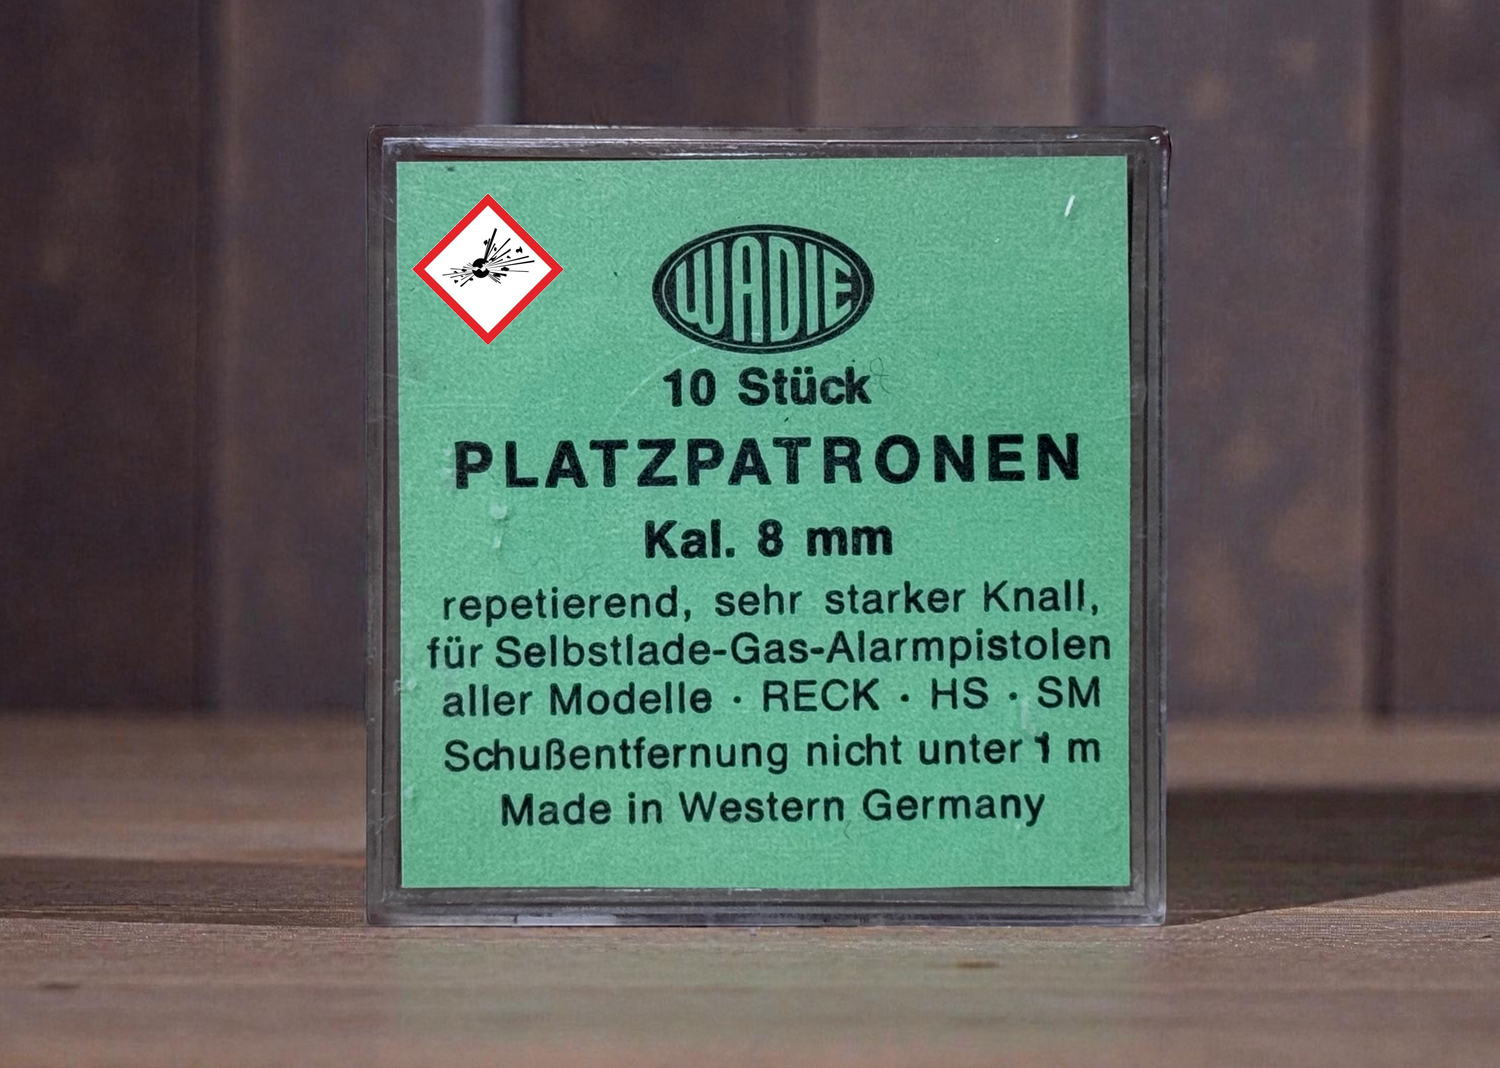 WADIE
10 Stück
PLATZPATRONEN
Kal. 8 mm
repetierend, sehr starker Knall,
für Selbstlade-Gas-Alarmpistolen
aller Modelle · RECK · HS · SM
Schußentfernung nicht unter 1 m
Made in Western Germany